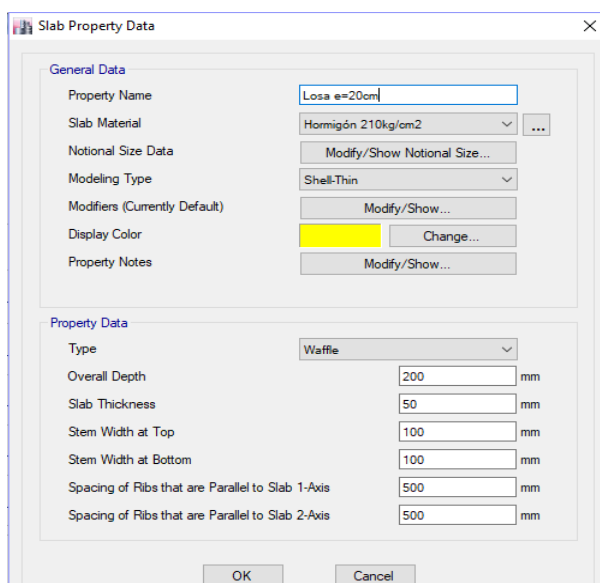 Slab Property Data
General Data
Property Name Losa e=20cm
Slab Material Hormigón 210kg/cm2 ...
Notional Size Data Modify/Show Notional Size...
Modeling Type Shell-Thin
Modifiers (Currently Default) Modify/Show...
Display Color Change...
Property Notes Modify/Show...
Property Data
Type Waffle
Overall Depth 200 mm
Slab Thickness 50 mm
Stem Width at Top 100 mm
Stem Width at Bottom 100 mm
Spacing of Ribs that are Parallel to Slab 1-Axis 500 mm
Spacing of Ribs that are Parallel to Slab 2-Axis 500 mm
OK Cancel